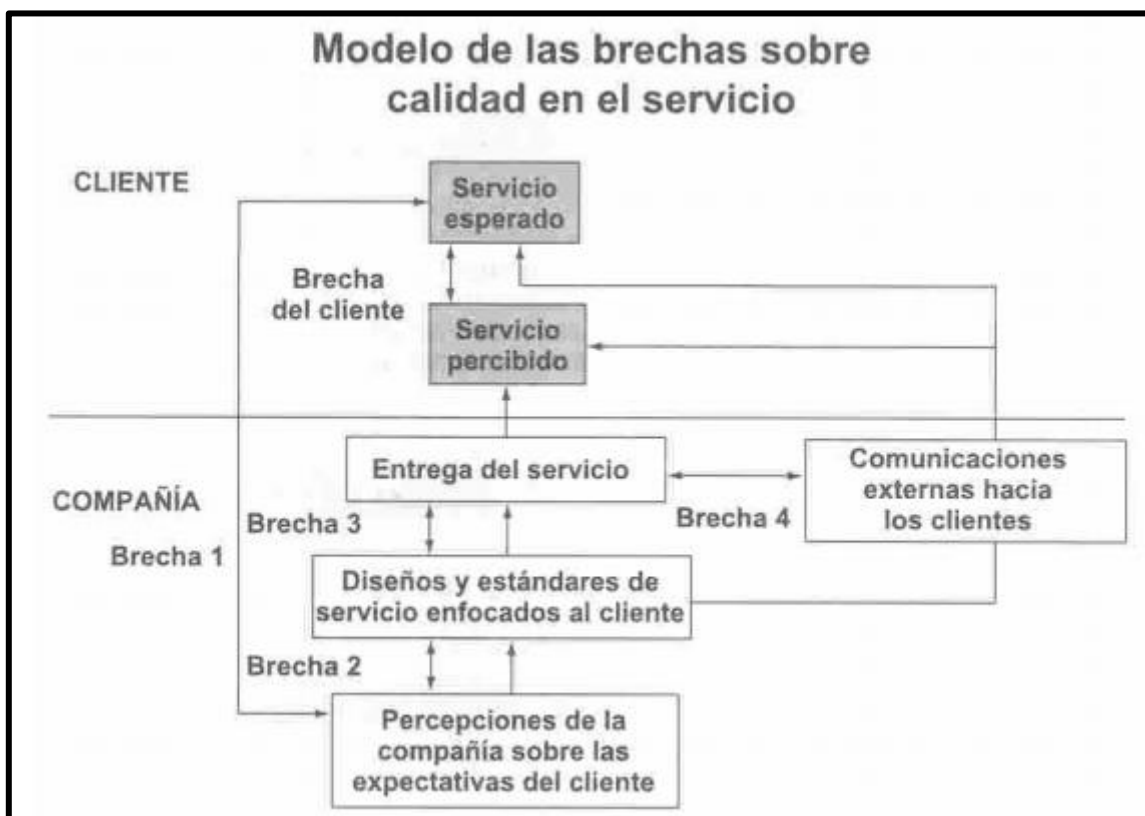 Modelo de las brechas sobre
calidad en el servicio
CLIENTE
Servicio
esperado
Brecha
del cliente
Servicio
percibido
Entrega del servicio
Comunicaciones
externas hacia
los clientes
COMPAÑÍA
Brecha 3
Brecha 4
Brecha 1
Diseños y estándares de
servicio enfocados al cliente
Brecha 2
Percepciones de la
compañía sobre las
expectativas del cliente